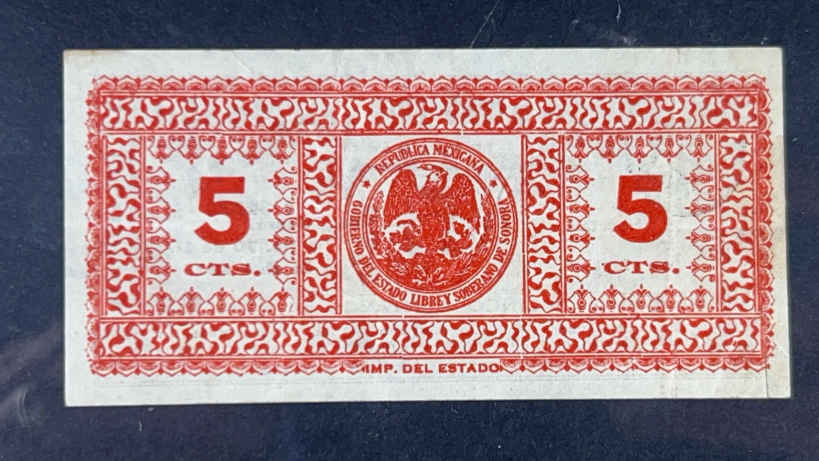 REPUBLICA MEXICANA
GOBIERNO DEL ESTADO LIBRE Y SOBERANO DE SONORA
5
CTS.
5
CTS.
IMP. DEL ESTADO